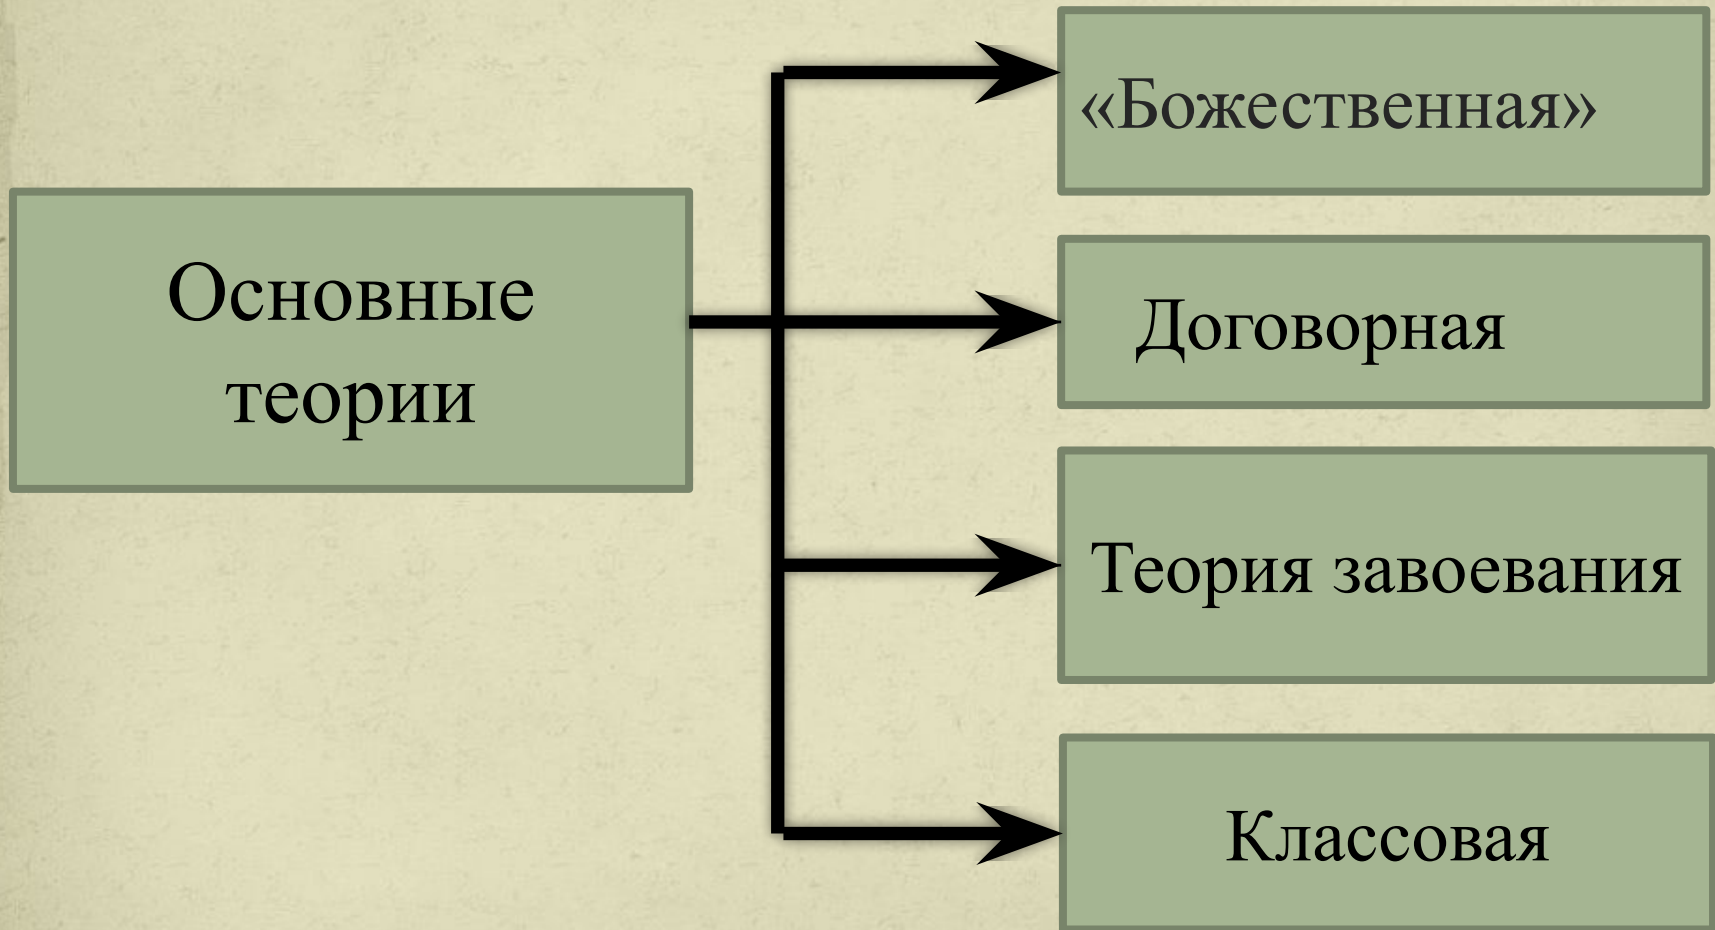 Основные
теории
«Божественная»
Договорная
Теория завоевания
Классовая